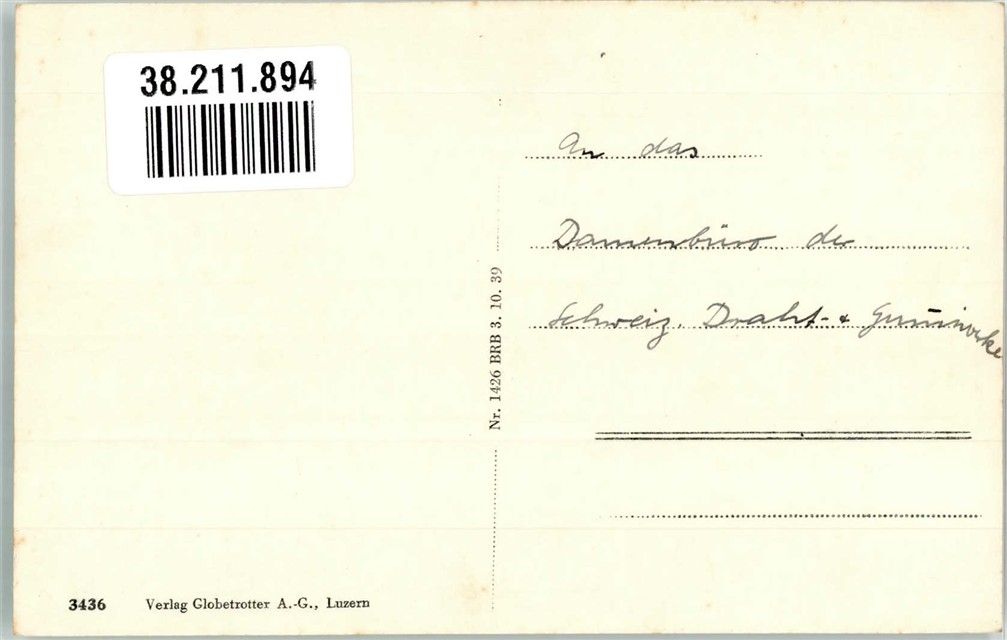 38.211.894
An das
Damenbüro der
Schweiz. Draht- & Gummiwerke
Nr. 1426 BRB 3. 10. 39
3436 Verlag Globetrotter A.-G., Luzern